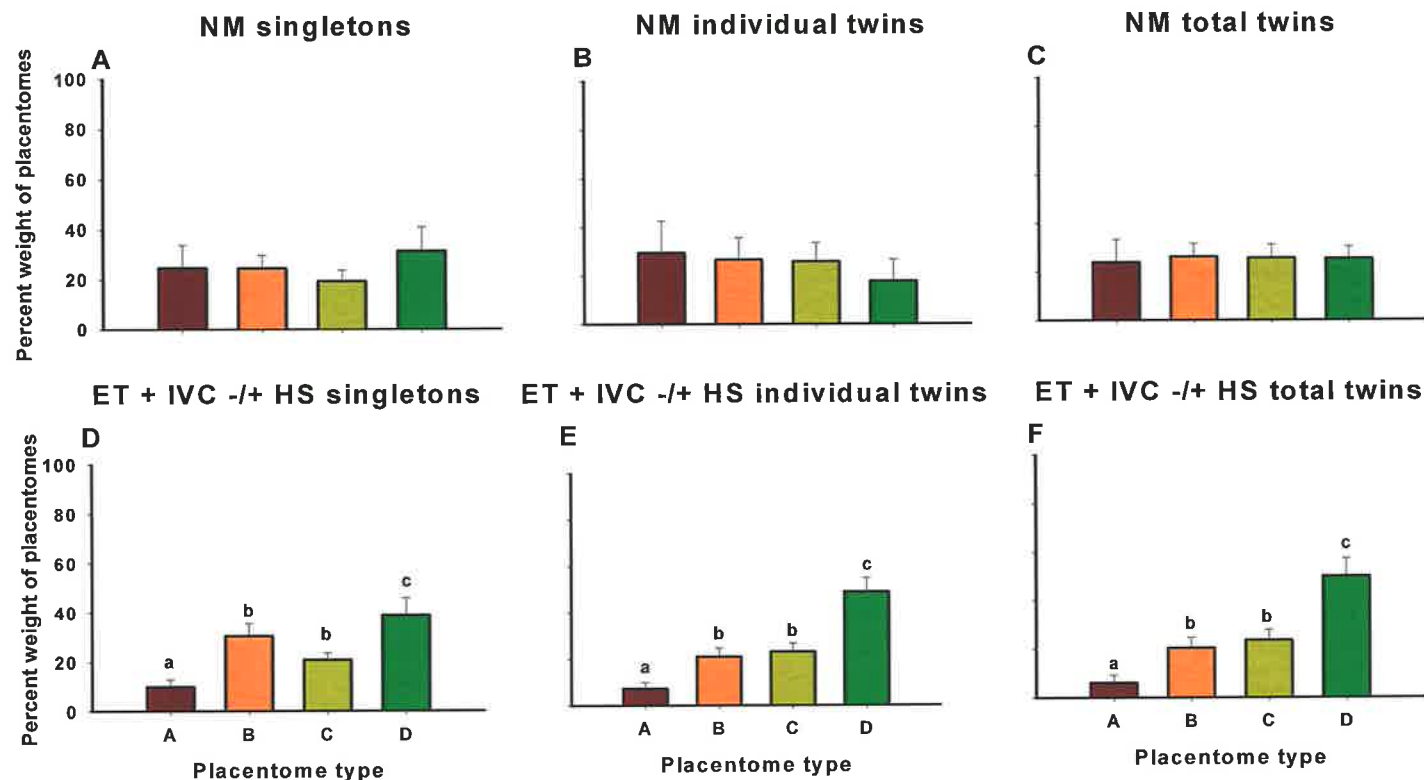 NM singletons
NM individual twins
NM total twins
A
B
C
Percent weight of placentomes
100
80
60
40
20
0
ET + IVC -/+ HS singletons
ET + IVC -/+ HS individual twins
ET + IVC -/+ HS total twins
D
E
F
Percent weight of placentomes
100
80
60
40
20
0
a
b
b
c
a
b
b
c
a
b
b
c
A
B
C
D
A
B
C
D
A
B
C
D
Placentome type
Placentome type
Placentome type